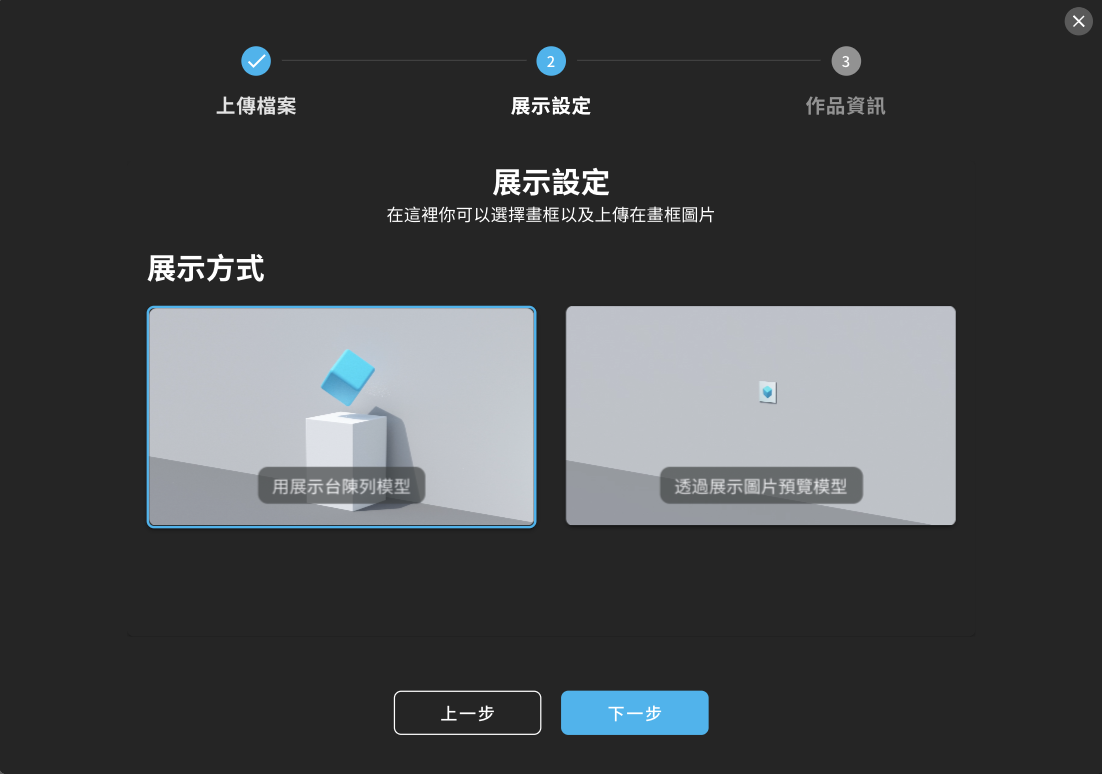 2
3
上傳檔案
展示設定
作品資訊
展示設定
在這裡你可以選擇畫框以及上傳在畫框圖片
展示方式
用展示台陳列模型
透過展示圖片預覽模型
上一步
下一步